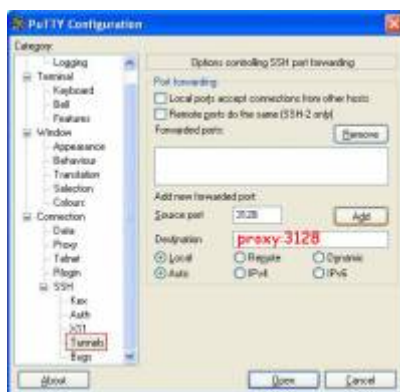 PuTTY Configuration
Category:
Logging
Terminal
Keyboard
Bell
Features
Window
Appearance
Behaviour
Translation
Selection
Colours
Connection
Data
Proxy
Telnet
Rlogin
SSH
Kex
Auth
X11
Tunnels
Bugs
Options controlling SSH port forwarding
Port forwarding
Local ports accept connections from other hosts
Remote ports do the same (SSH-2 only)
Forwarded ports:
Remove
Add new forwarded port:
Source port
3128
Add
Destination
proxy:3128
Local
Remote
Dynamic
Auto
IPv4
IPv6
About
Open
Cancel